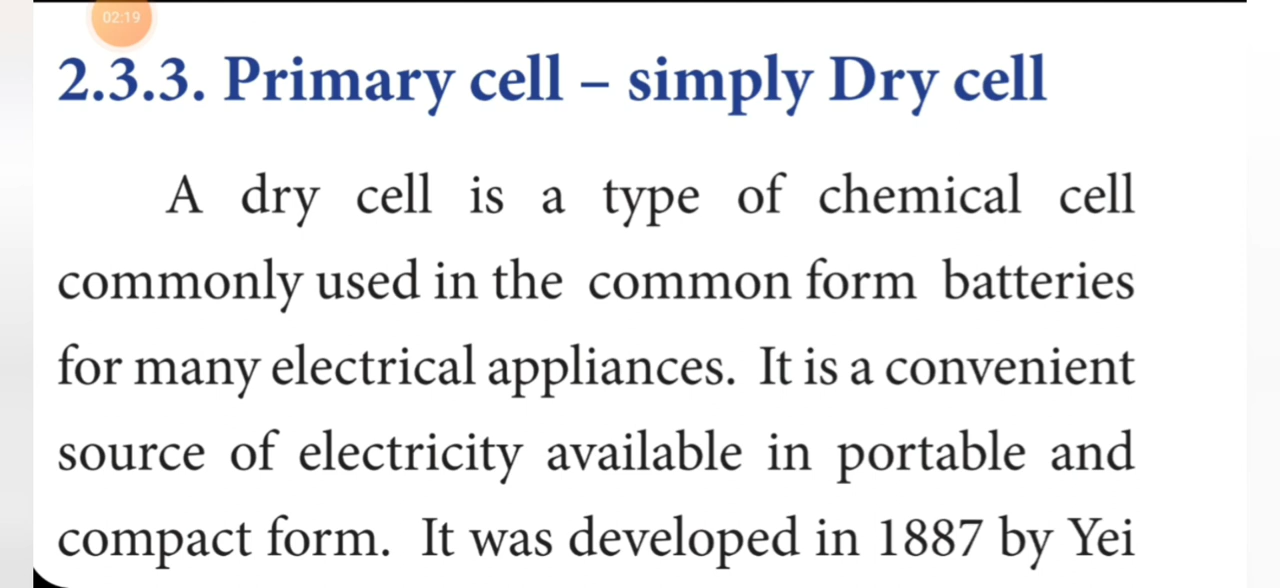 02:19
2.3.3. Primary cell – simply Dry cell
A dry cell is a type of chemical cell
commonly used in the common form batteries
for many electrical appliances. It is a convenient
source of electricity available in portable and
compact form. It was developed in 1887 by Yei